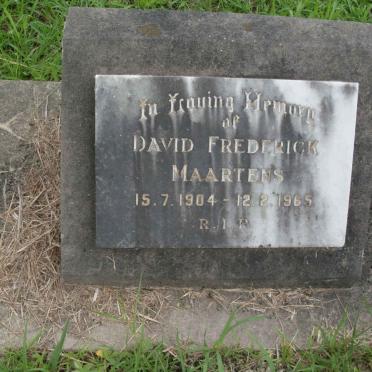 In Loving Memory
of
DAVID FREDERICK
MAARTENS
15.7.1904 - 12.2.1965
R.I.P.